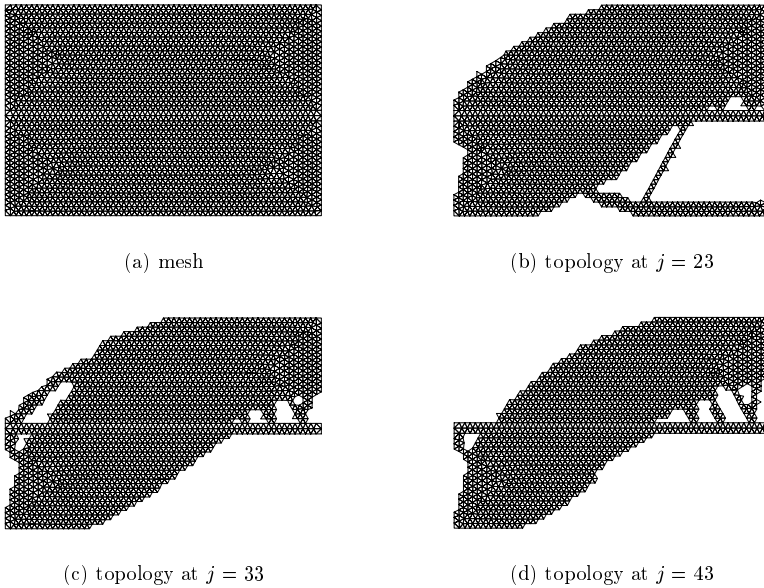 (a) mesh
(b) topology at j = 23
(c) topology at j = 33
(d) topology at j = 43